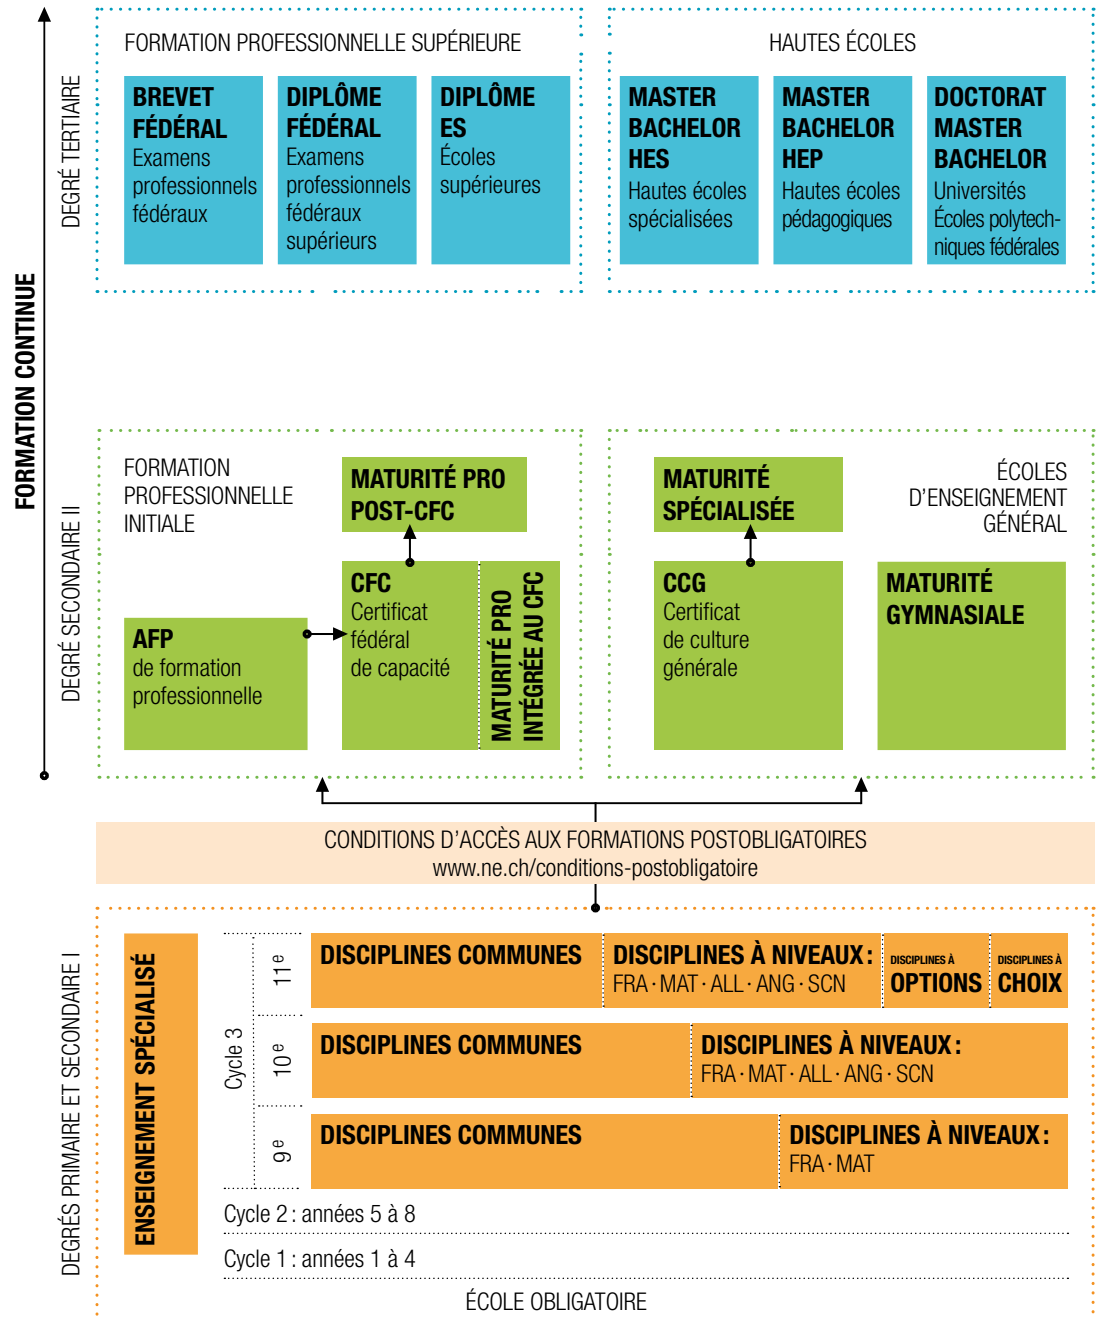 FORMATION CONTINUE
DEGRÉ TERTIAIRE
FORMATION PROFESSIONNELLE SUPÉRIEURE
BREVET
FÉDÉRAL
Examens
professionnels
fédéraux
DIPLÔME
FÉDÉRAL
Examens
professionnels
fédéraux
supérieurs
DIPLÔME
ES
Écoles
supérieures
HAUTES ÉCOLES
MASTER
BACHELOR
HES
Hautes écoles
spécialisées
MASTER
BACHELOR
HEP
Hautes écoles
pédagogiques
DOCTORAT
MASTER
BACHELOR
Universités
Écoles polytech-
niques fédérales
DEGRÉ SECONDAIRE II
FORMATION
PROFESSIONNELLE
INITIALE
MATURITÉ PRO
POST-CFC
AFP
de formation
professionnelle
CFC
Certificat
fédéral
de capacité
MATURITÉ PRO
INTÉGRÉE AU CFC
MATURITÉ
SPÉCIALISÉE
ÉCOLES
D'ENSEIGNEMENT
GÉNÉRAL
CCG
Certificat
de culture
générale
MATURITÉ
GYMNASIALE
CONDITIONS D'ACCÈS AUX FORMATIONS POSTOBLIGATOIRES
www.ne.ch/conditions-postobligatoire
DEGRÉS PRIMAIRE ET SECONDAIRE I
ENSEIGNEMENT SPÉCIALISÉ
Cycle 3
11e
DISCIPLINES COMMUNES
DISCIPLINES À NIVEAUX :
FRA · MAT · ALL · ANG · SCN
DISCIPLINES À
OPTIONS
DISCIPLINES À
CHOIX
10e
DISCIPLINES COMMUNES
DISCIPLINES À NIVEAUX :
FRA · MAT · ALL · ANG · SCN
9e
DISCIPLINES COMMUNES
DISCIPLINES À NIVEAUX :
FRA · MAT
Cycle 2 : années 5 à 8
Cycle 1 : années 1 à 4
ÉCOLE OBLIGATOIRE